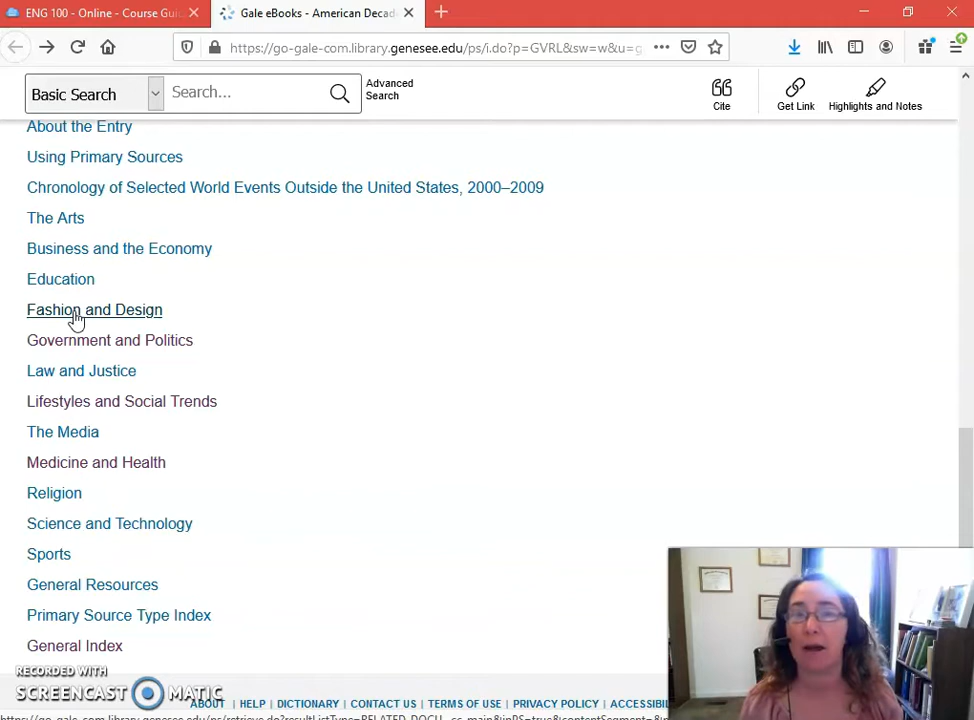 ENG 100 - Online - Course Gui
Gale eBooks - American Decad
https://go-gale-com.library.genesee.edu/ps/i.do?p=GVRL&sw=w&u=g
Basic Search
Search...
Advanced
Search
Cite
Get Link
Highlights and Notes
About the Entry
Using Primary Sources
Chronology of Selected World Events Outside the United States, 2000–2009
The Arts
Business and the Economy
Education
Fashion and Design
Government and Politics
Law and Justice
Lifestyles and Social Trends
The Media
Medicine and Health
Religion
Science and Technology
Sports
General Resources
Primary Source Type Index
General Index
RECORDED WITH
SCREENCAST MATIC
ABOUT | HELP | DICTIONARY | CONTACT US | TERMS OF USE | PRIVACY POLICY | ACCESSIBI